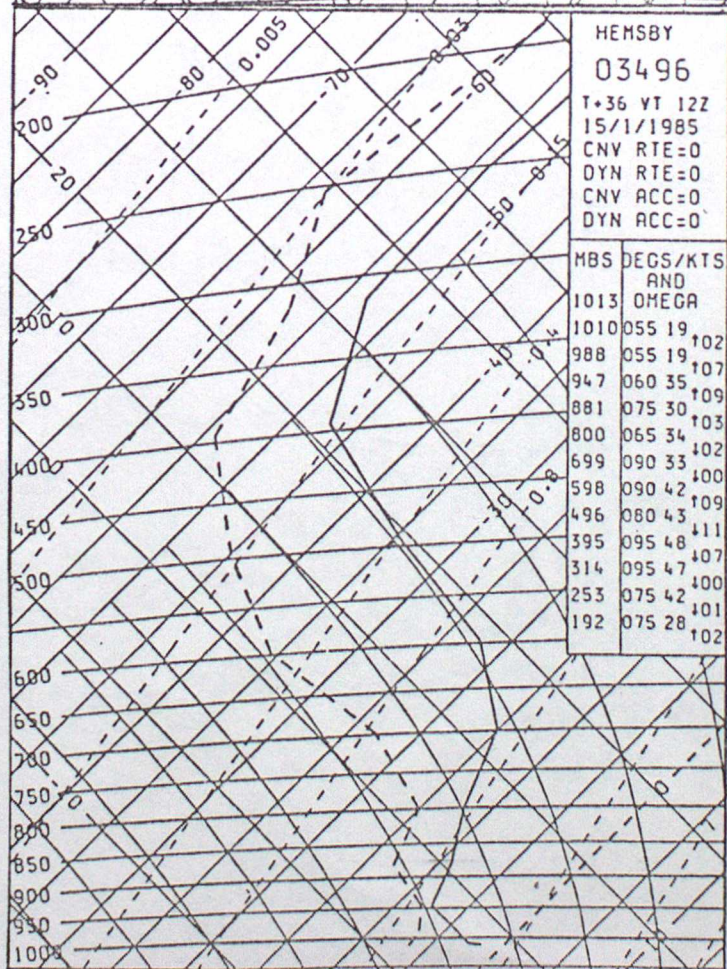 HEMSBY
03496
T+36 VT 12Z
15/1/1985
CNV RTE=0
DYN RTE=0
CNV ACC=0
DYN ACC=0
MBS DEGS/KTS
AND
1013 OMEGA
1010 055 19
↑02
988 055 19
↑07
947 060 35
↑09
881 075 30
↑03
800 065 34
↓02
699 090 33
↓00
598 090 42
↑09
496 080 43
↓11
395 095 48
↓07
314 095 47
↓00
253 075 42
↓01
192 075 28
↑02
-90
-80
0.005
-70
0.03
-60
200
20
250
-50
300
350
-40
0.4
400
450
-30
0.8
500
600
650
700
750
800
850
900
950
1000